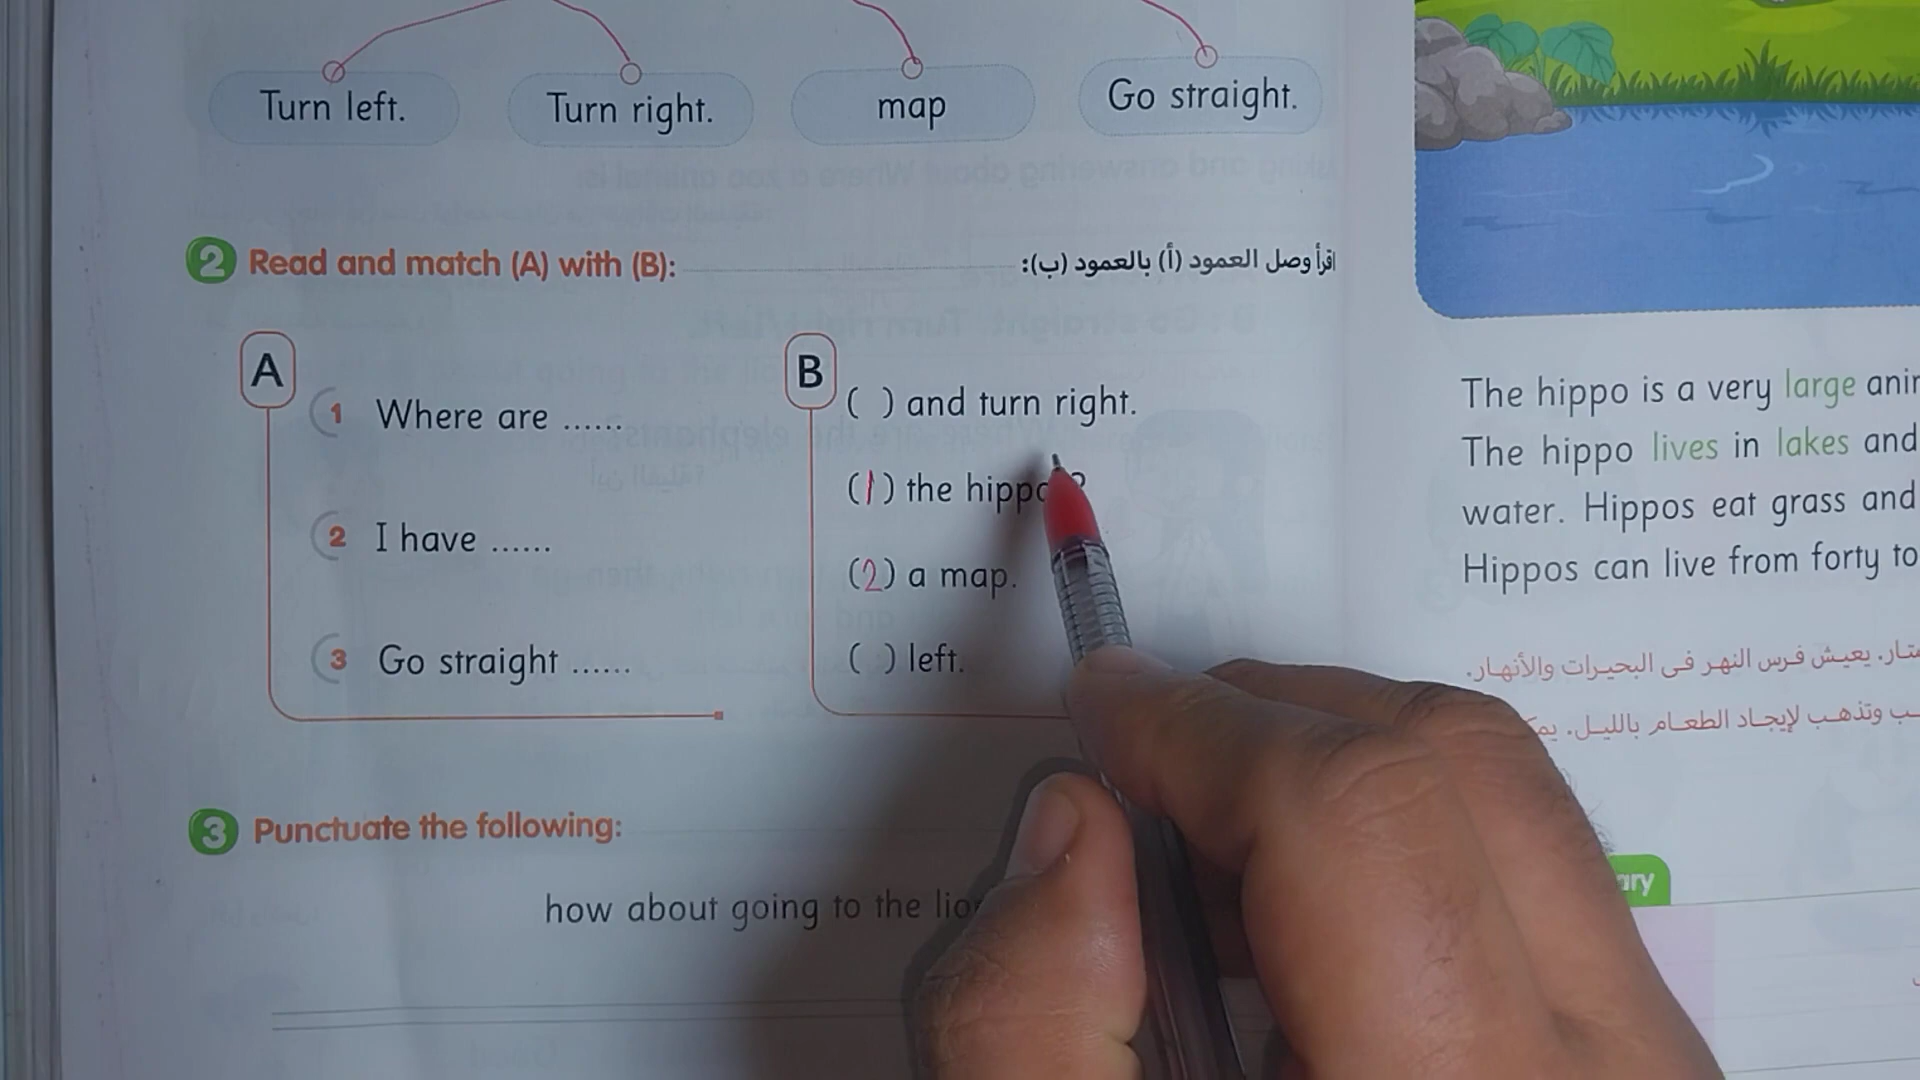 Turn left.
Turn right.
map
Go straight.
2 Read and match (A) with (B):
اقرأ وصل العمود (أ) بالعمود (ب):
A
1 Where are ......
2 I have ......
3 Go straight ......
B
( ) and turn right.
(1) the ?
(2) a map.
( ) left.
3 Punctuate the following:
how about going to the
The hippo is a very large
The hippo lives in lakes and
water. Hippos eat grass and
Hippos can live from forty to
يعيش فرس النهر فى البحيرات والأنهار.
وتذهب لإيجاد الطعام بالليل.